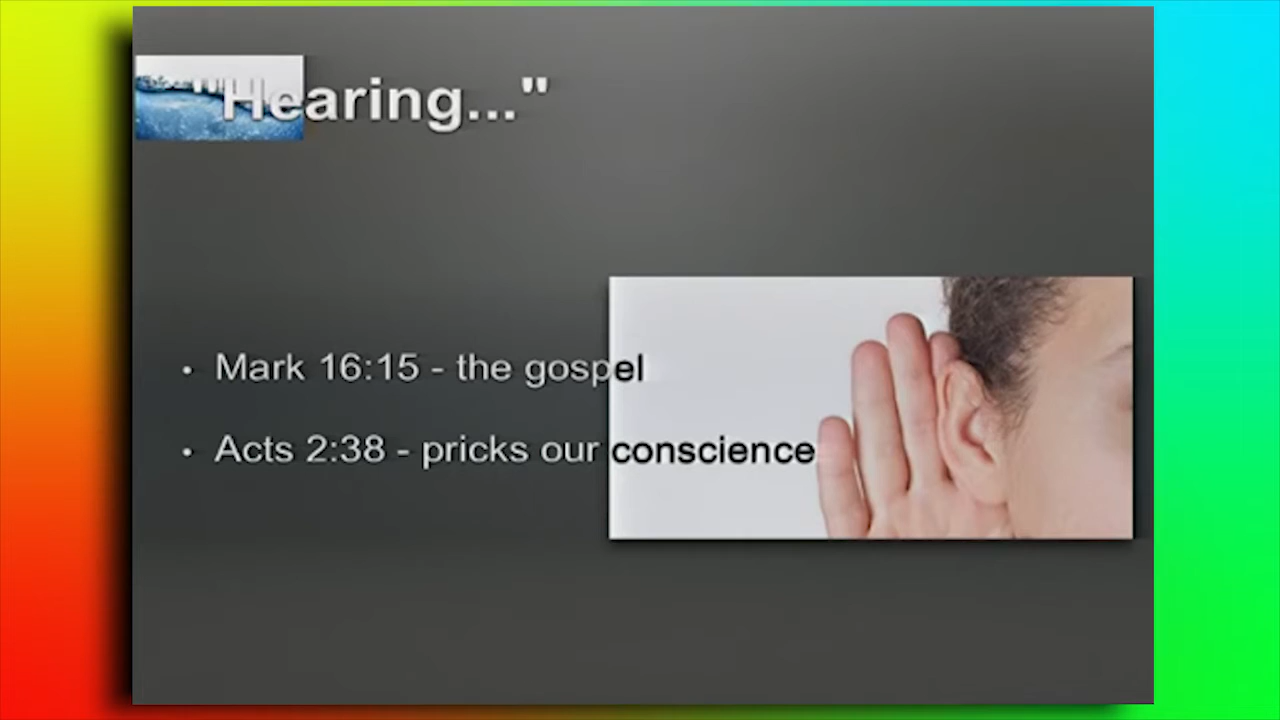 "Hearing..."
• Mark 16:15 - the gospel
• Acts 2:38 - pricks our conscience